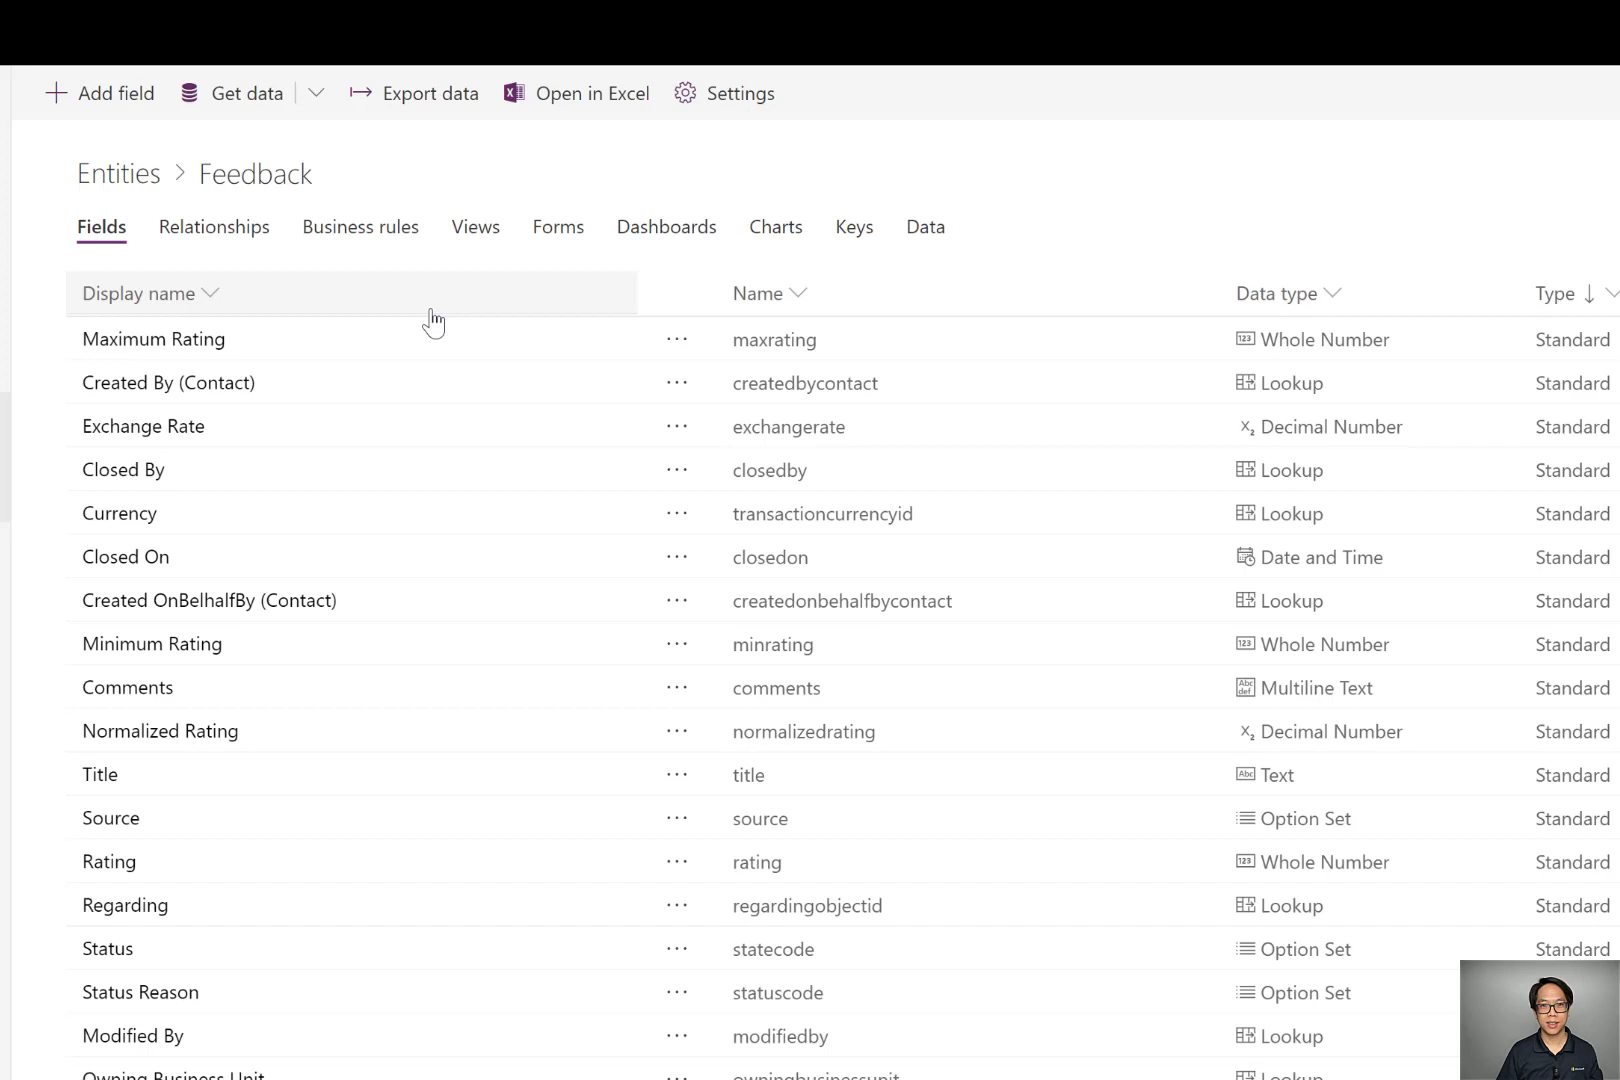 Add field Get data Export data Open in Excel Settings
Entities > Feedback
Fields Relationships Business rules Views Forms Dashboards Charts Keys Data
Display name Name Data type Type
Maximum Rating ··· maxrating Whole Number Standard
Created By (Contact) ··· createdbycontact Lookup Standard
Exchange Rate ··· exchangerate Decimal Number Standard
Closed By ··· closedby Lookup Standard
Currency ··· transactioncurrencyid Lookup Standard
Closed On ··· closedon Date and Time Standard
Created OnBelhalfBy (Contact) ··· createdonbehalfbycontact Lookup Standard
Minimum Rating ··· minrating Whole Number Standard
Comments ··· comments Multiline Text Standard
Normalized Rating ··· normalizedrating Decimal Number Standard
Title ··· title Text Standard
Source ··· source Option Set Standard
Rating ··· rating Whole Number Standard
Regarding ··· regardingobjectid Lookup Standard
Status ··· statecode Option Set Standard
Status Reason ··· statuscode Option Set
Modified By ··· modifiedby Lookup
Owning Business Unit ··· owningbusinessunit Lookup